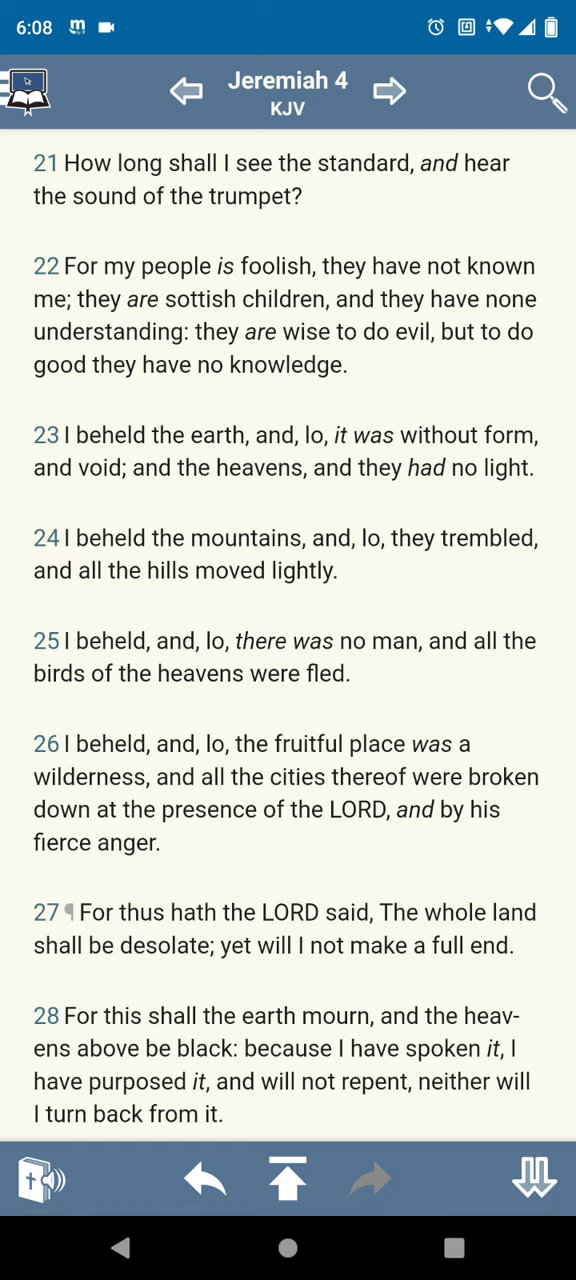 6:08
Jeremiah 4
KJV
21 How long shall I see the standard, and hear
the sound of the trumpet?
22 For my people is foolish, they have not known
me; they are sottish children, and they have none
understanding: they are wise to do evil, but to do
good they have no knowledge.
23 I beheld the earth, and, lo, it was without form,
and void; and the heavens, and they had no light.
24 I beheld the mountains, and, lo, they trembled,
and all the hills moved lightly.
25 I beheld, and, lo, there was no man, and all the
birds of the heavens were fled.
26 I beheld, and, lo, the fruitful place was a
wilderness, and all the cities thereof were broken
down at the presence of the LORD, and by his
fierce anger.
27 ¶ For thus hath the LORD said, The whole land
shall be desolate; yet will I not make a full end.
28 For this shall the earth mourn, and the heav-
ens above be black: because I have spoken it, I
have purposed it, and will not repent, neither will
I turn back from it.